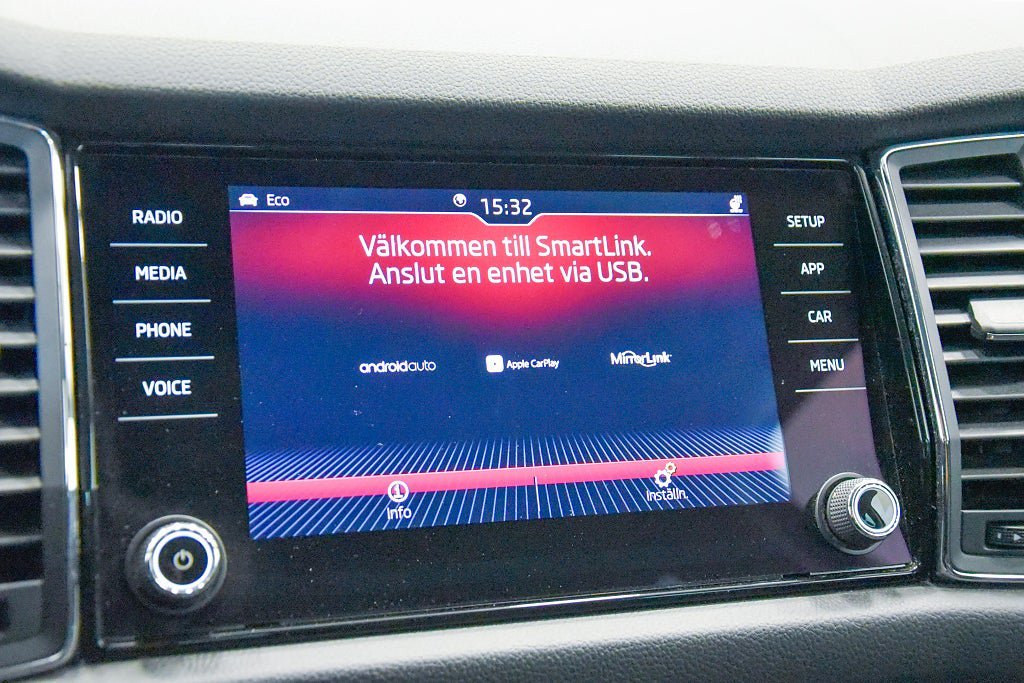 RADIO
MEDIA
PHONE
VOICE
Eco
15:32
Välkommen till SmartLink.
Anslut en enhet via USB.
androidauto
Apple CarPlay
MirrorLink
Info
Inställn.
SETUP
APP
CAR
MENU